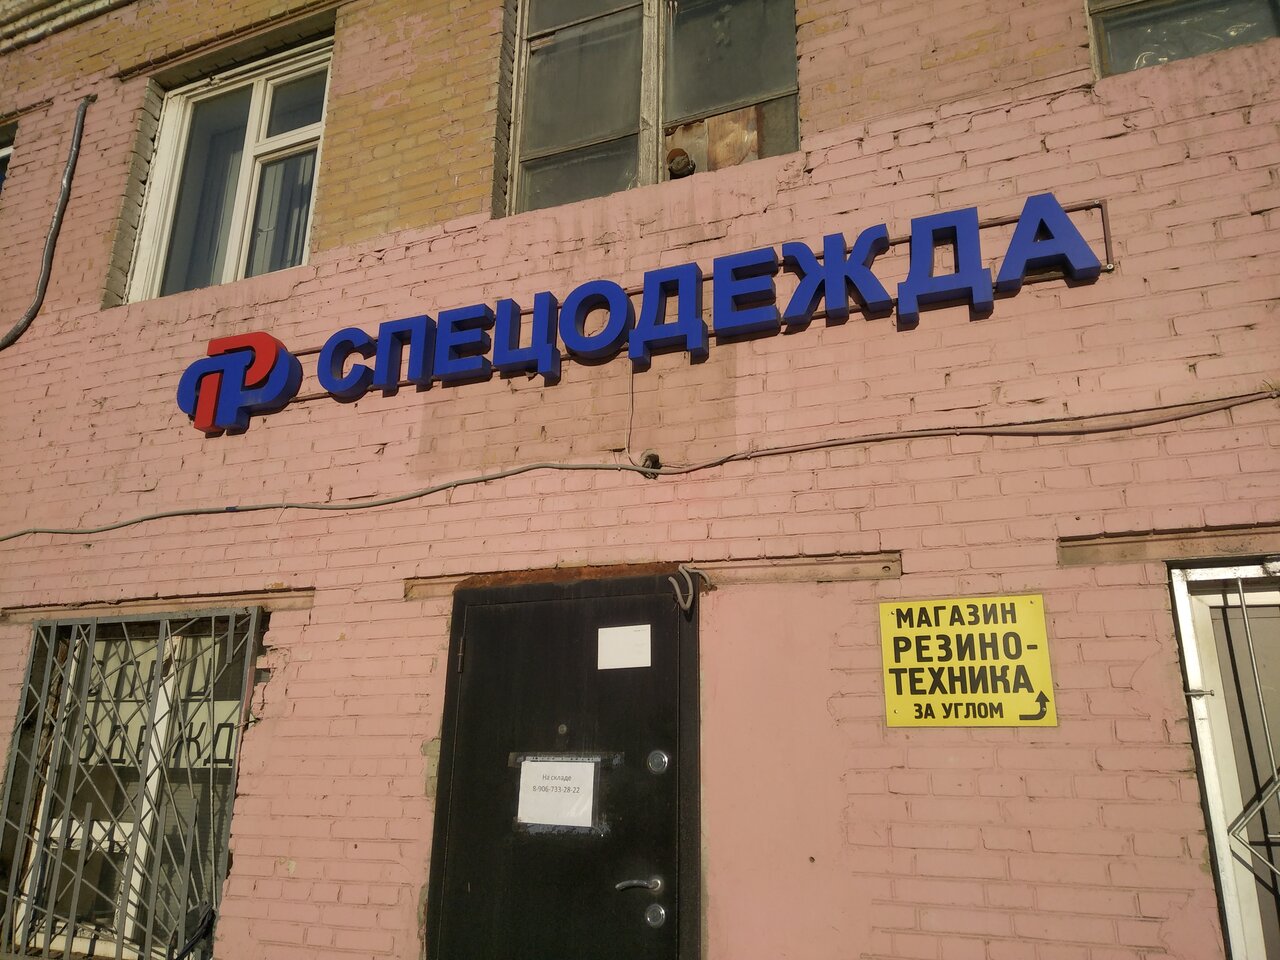 СПЕЦОДЕЖДА
МАГАЗИН
РЕЗИНО-
ТЕХНИКА
ЗА УГЛОМ
На складе
8-906-733-28-22